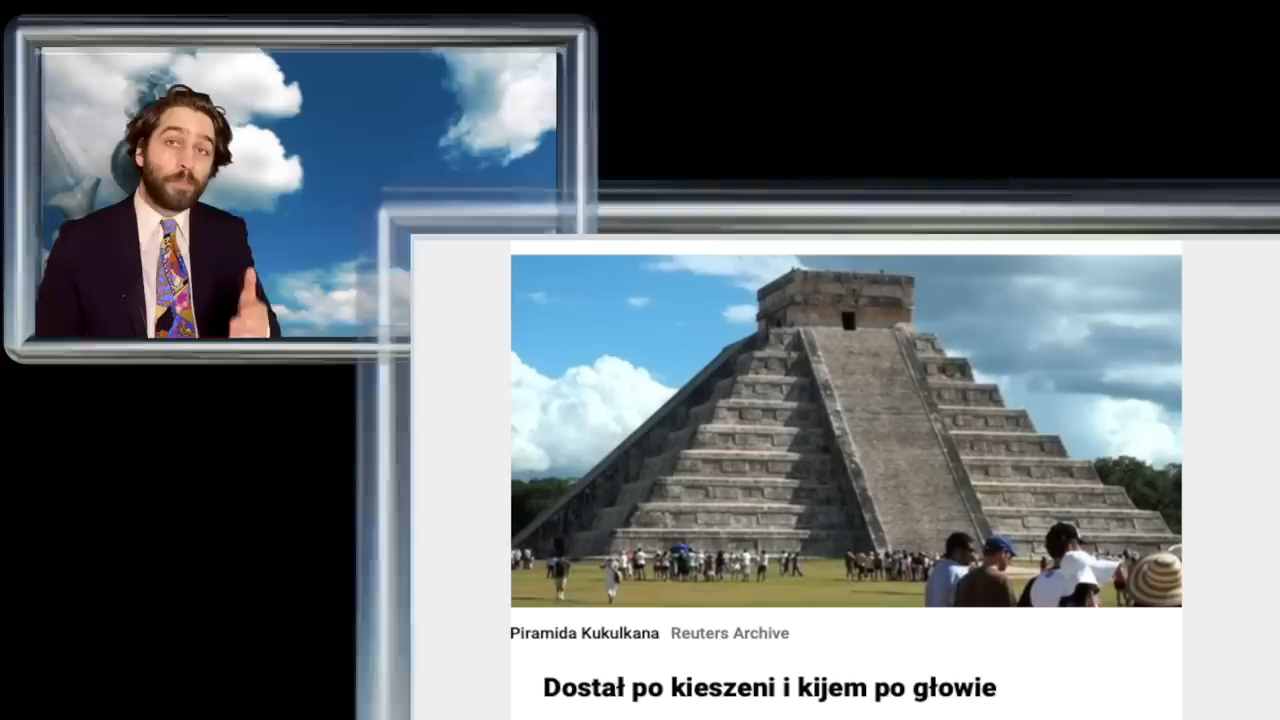 Piramida Kukulkana Reuters Archive
Dostał po kieszeni i kijem po głowie